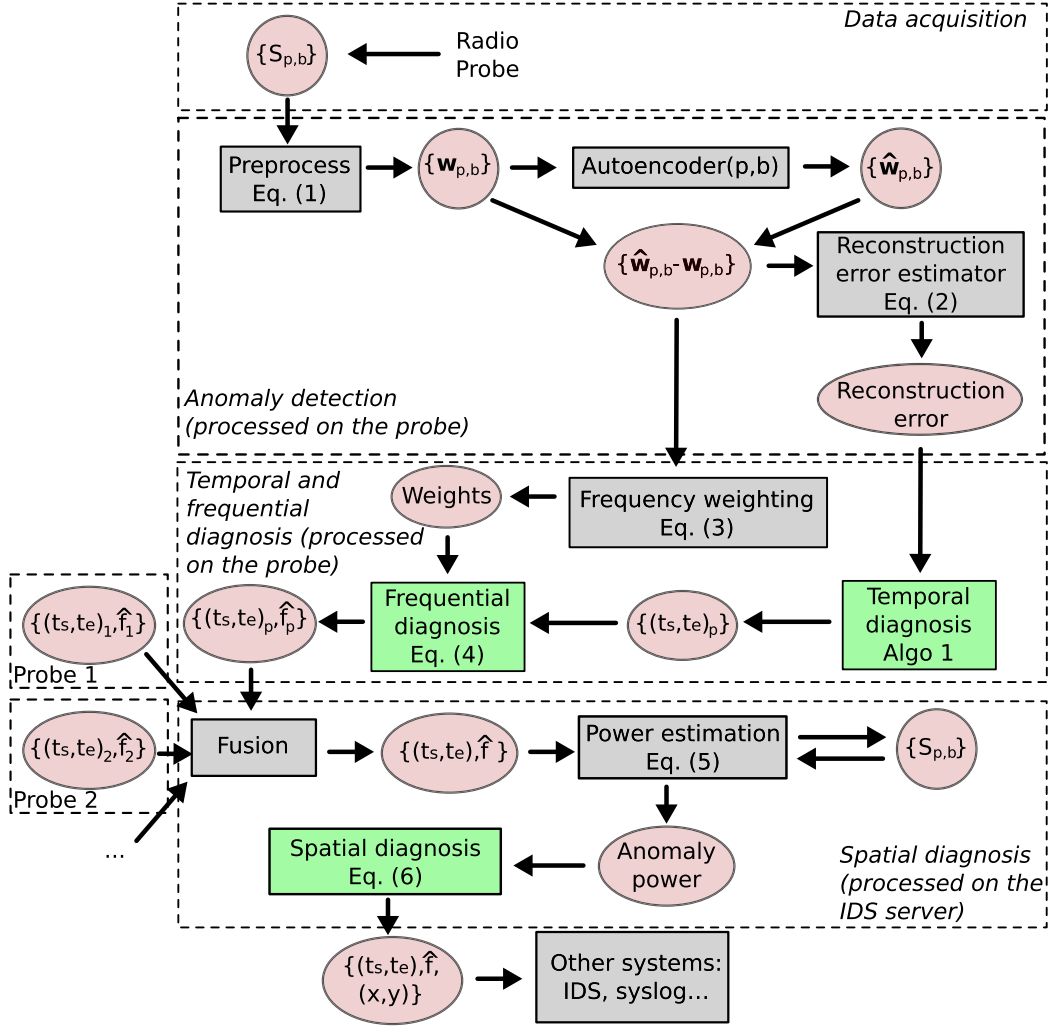 Data acquisition
{S_p,b}
Radio
Probe
Preprocess
Eq. (1)
{w_p,b}
Autoencoder(p,b)
{ŵ_p,b}
{ŵ_p,b-w_p,b}
Reconstruction
error estimator
Eq. (2)
Reconstruction
error
Anomaly detection
(processed on the probe)
Temporal and
frequential
diagnosis (processed
on the probe)
Weights
Frequency weighting
Eq. (3)
{(ts,te)_p,f̂_p}
Frequential
diagnosis
Eq. (4)
{(ts,te)_p}
Temporal
diagnosis
Algo 1
{(ts,te)_1,f̂_1}
Probe 1
{(ts,te)_2,f̂_2}
Probe 2
...
Fusion
{(ts,te),f̂ }
Power estimation
Eq. (5)
{S_p,b}
Spatial diagnosis
Eq. (6)
Anomaly
power
Spatial diagnosis
(processed on the
IDS server)
{(ts,te),f̂,
(x,y)}
Other systems:
IDS, syslog...